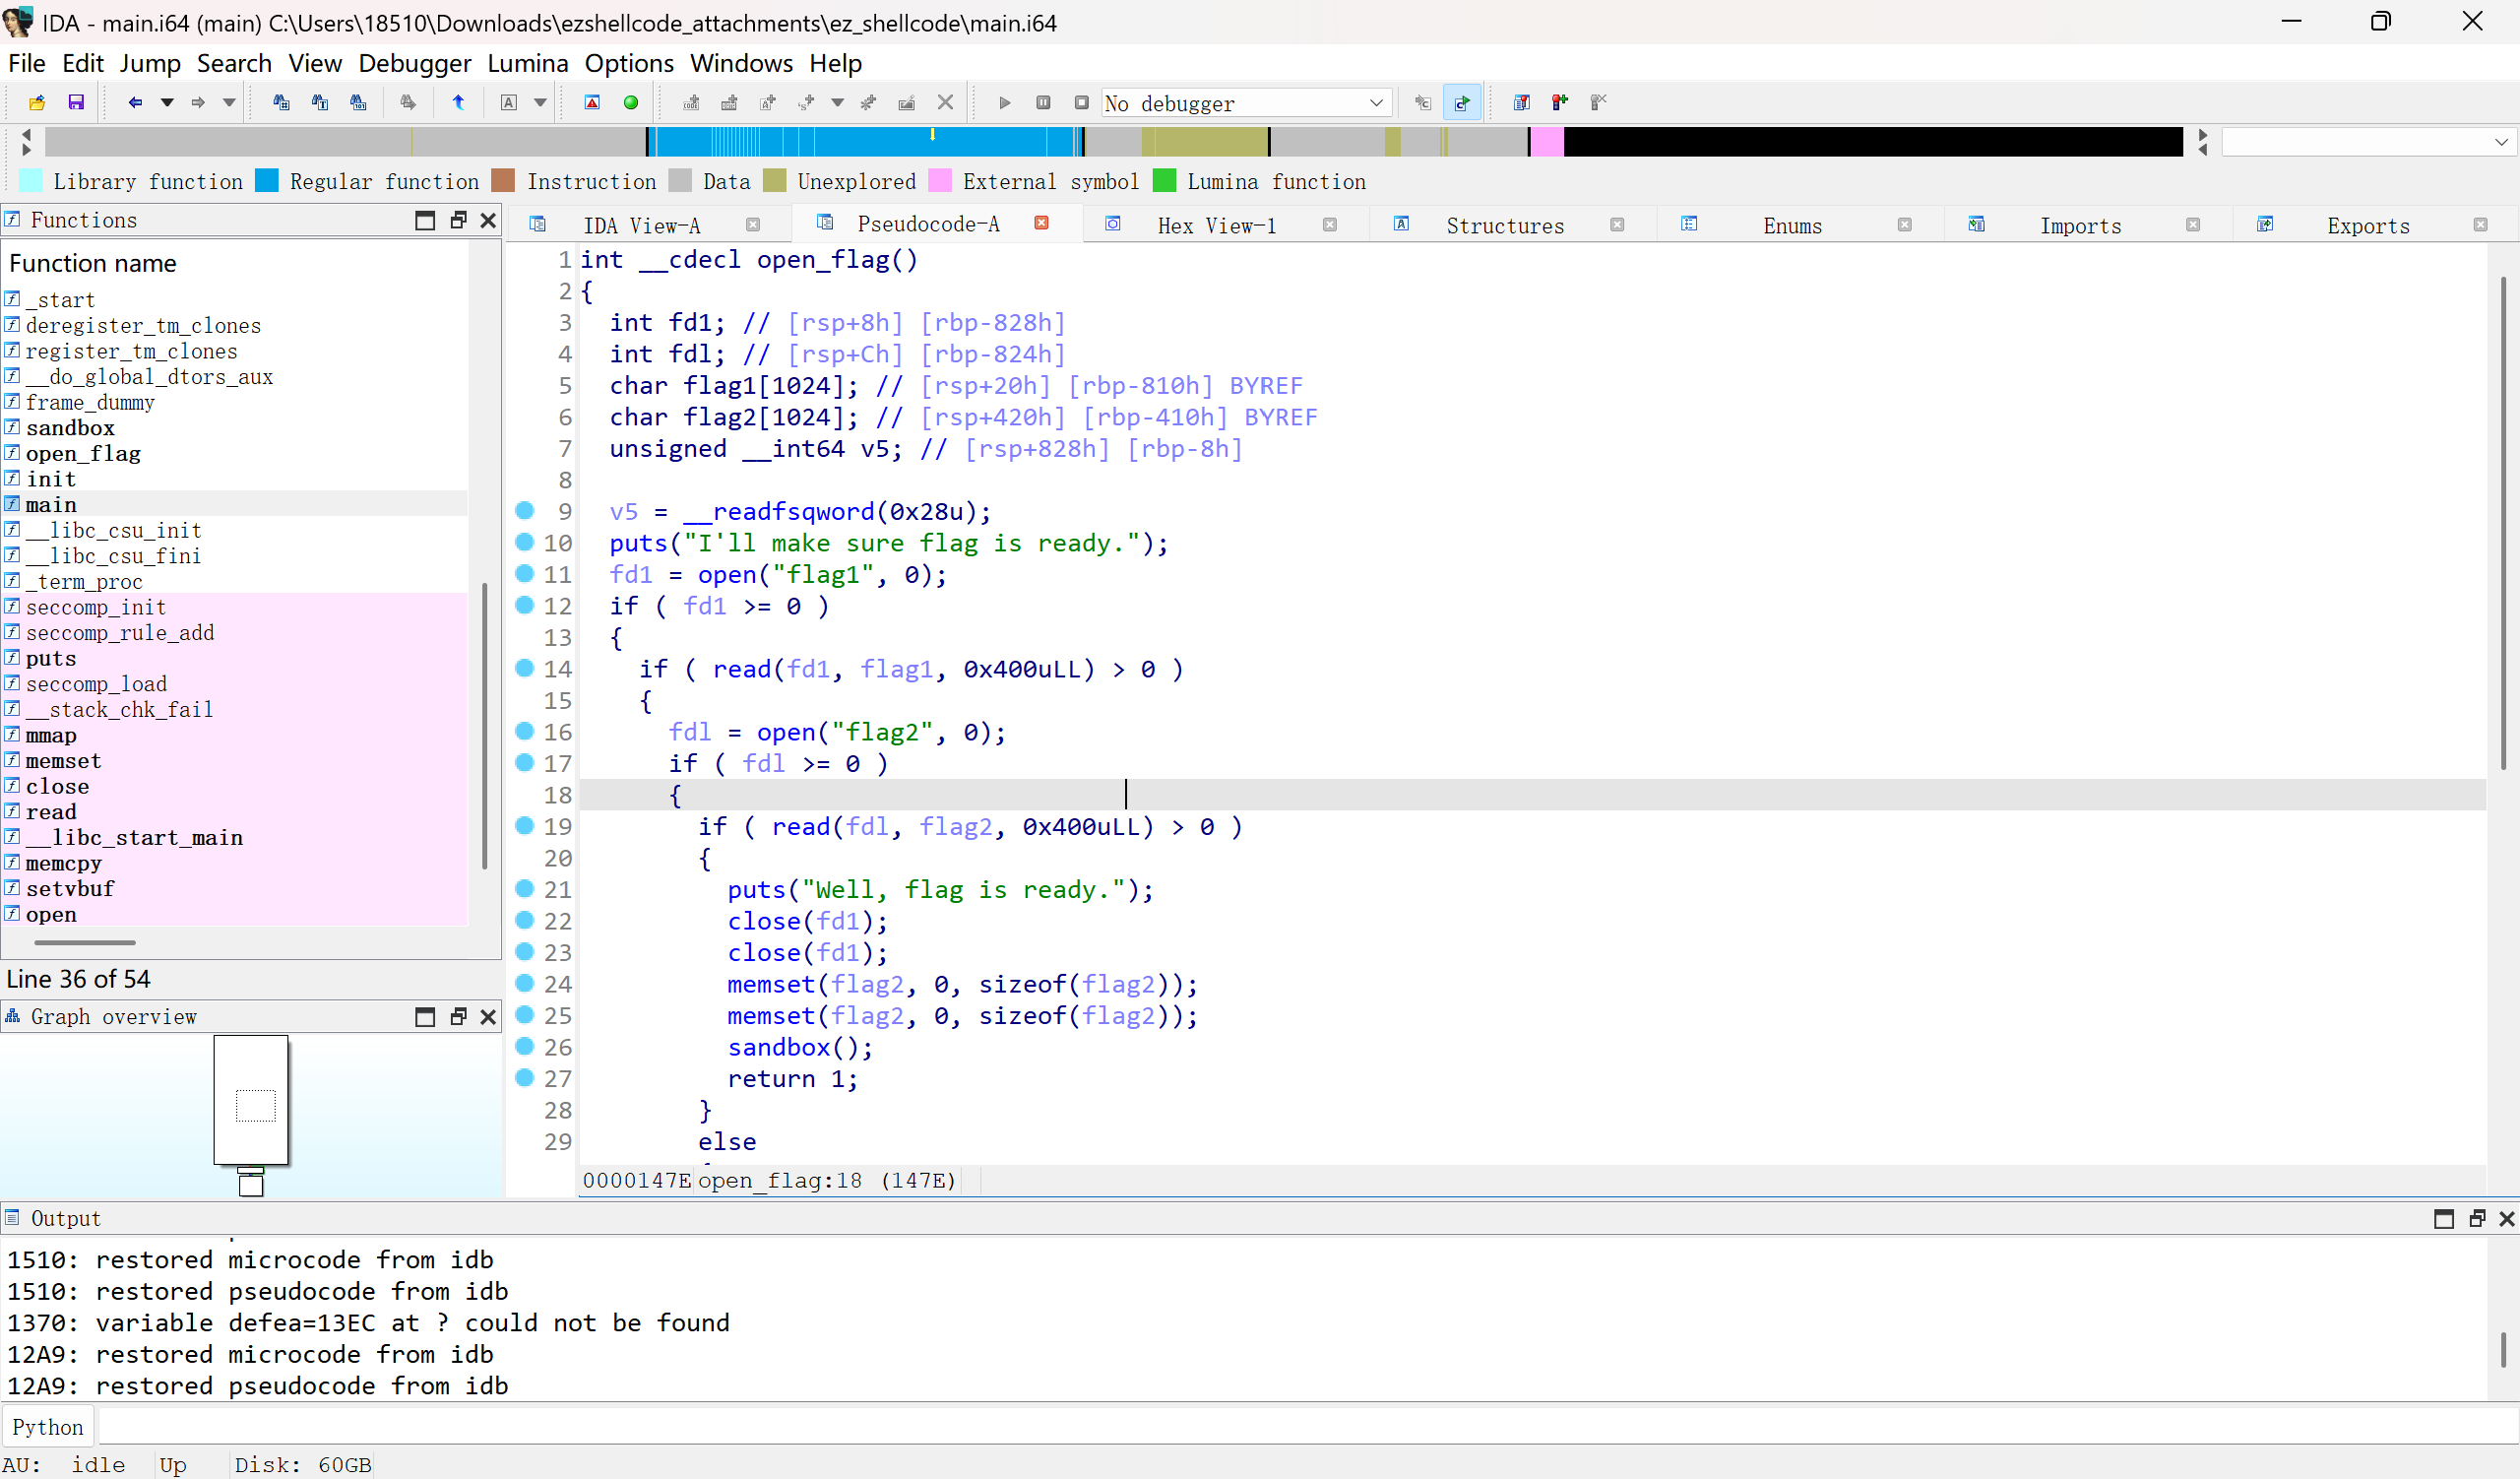 IDA - main.i64 (main) C:\Users\18510\Downloads\ezshellcode_attachments\ez_shellcode\main.i64
File Edit Jump Search View Debugger Lumina Options Windows Help
No debugger
Library function Regular function Instruction Data Unexplored External symbol Lumina function
Functions
Function name
_start
deregister_tm_clones
register_tm_clones
__do_global_dtors_aux
frame_dummy
sandbox
open_flag
init
main
__libc_csu_init
__libc_csu_fini
_term_proc
seccomp_init
seccomp_rule_add
puts
seccomp_load
__stack_chk_fail
mmap
memset
close
read
__libc_start_main
memcpy
setvbuf
open
Line 36 of 54
Graph overview
IDA View-A Pseudocode-A Hex View-1 Structures Enums Imports Exports
1 int __cdecl open_flag()
2 {
3   int fd1; // [rsp+8h] [rbp-828h]
4   int fdl; // [rsp+Ch] [rbp-824h]
5   char flag1[1024]; // [rsp+20h] [rbp-810h] BYREF
6   char flag2[1024]; // [rsp+420h] [rbp-410h] BYREF
7   unsigned __int64 v5; // [rsp+828h] [rbp-8h]
8
9   v5 = __readfsqword(0x28u);
10   puts("I'll make sure flag is ready.");
11   fd1 = open("flag1", 0);
12   if ( fd1 >= 0 )
13   {
14     if ( read(fd1, flag1, 0x400uLL) > 0 )
15     {
16       fdl = open("flag2", 0);
17       if ( fdl >= 0 )
18       {
19         if ( read(fdl, flag2, 0x400uLL) > 0 )
20         {
21           puts("Well, flag is ready.");
22           close(fd1);
23           close(fd1);
24           memset(flag2, 0, sizeof(flag2));
25           memset(flag2, 0, sizeof(flag2));
26           sandbox();
27           return 1;
28         }
29         else
0000147E open_flag:18 (147E)
Output
1510: restored microcode from idb
1510: restored pseudocode from idb
1370: variable defea=13EC at ? could not be found
12A9: restored microcode from idb
12A9: restored pseudocode from idb
Python
AU: idle Up Disk: 60GB